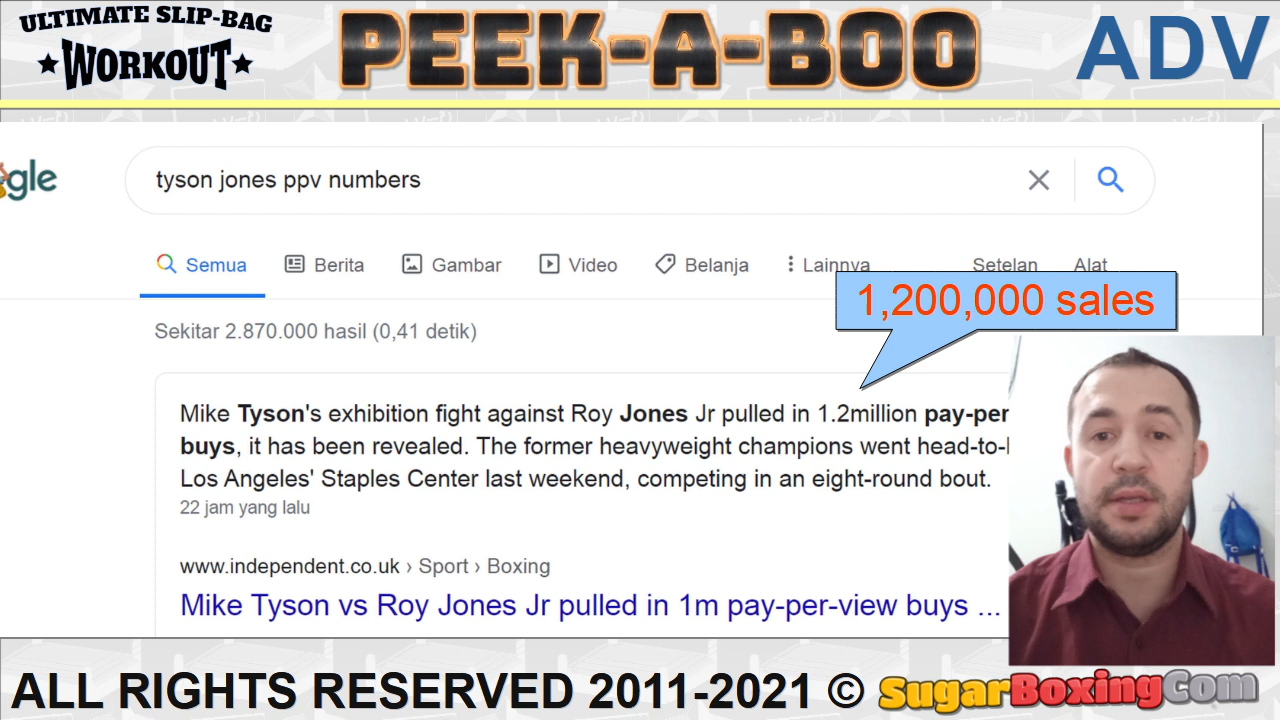 ULTIMATE SLIP-BAG
WORKOUT
PEEK-A-BOO
ADV
gle
tyson jones ppv numbers
Semua Berita Gambar Video Belanja Lainnya Setelan Alat
1,200,000 sales
Sekitar 2.870.000 hasil (0,41 detik)
Mike Tyson's exhibition fight against Roy Jones Jr pulled in 1.2million pay-per
buys, it has been revealed. The former heavyweight champions went head-to-
Los Angeles' Staples Center last weekend, competing in an eight-round bout.
22 jam yang lalu
www.independent.co.uk › Sport › Boxing
Mike Tyson vs Roy Jones Jr pulled in 1m pay-per-view buys ...
ALL RIGHTS RESERVED 2011-2021 © SugarBoxingCom